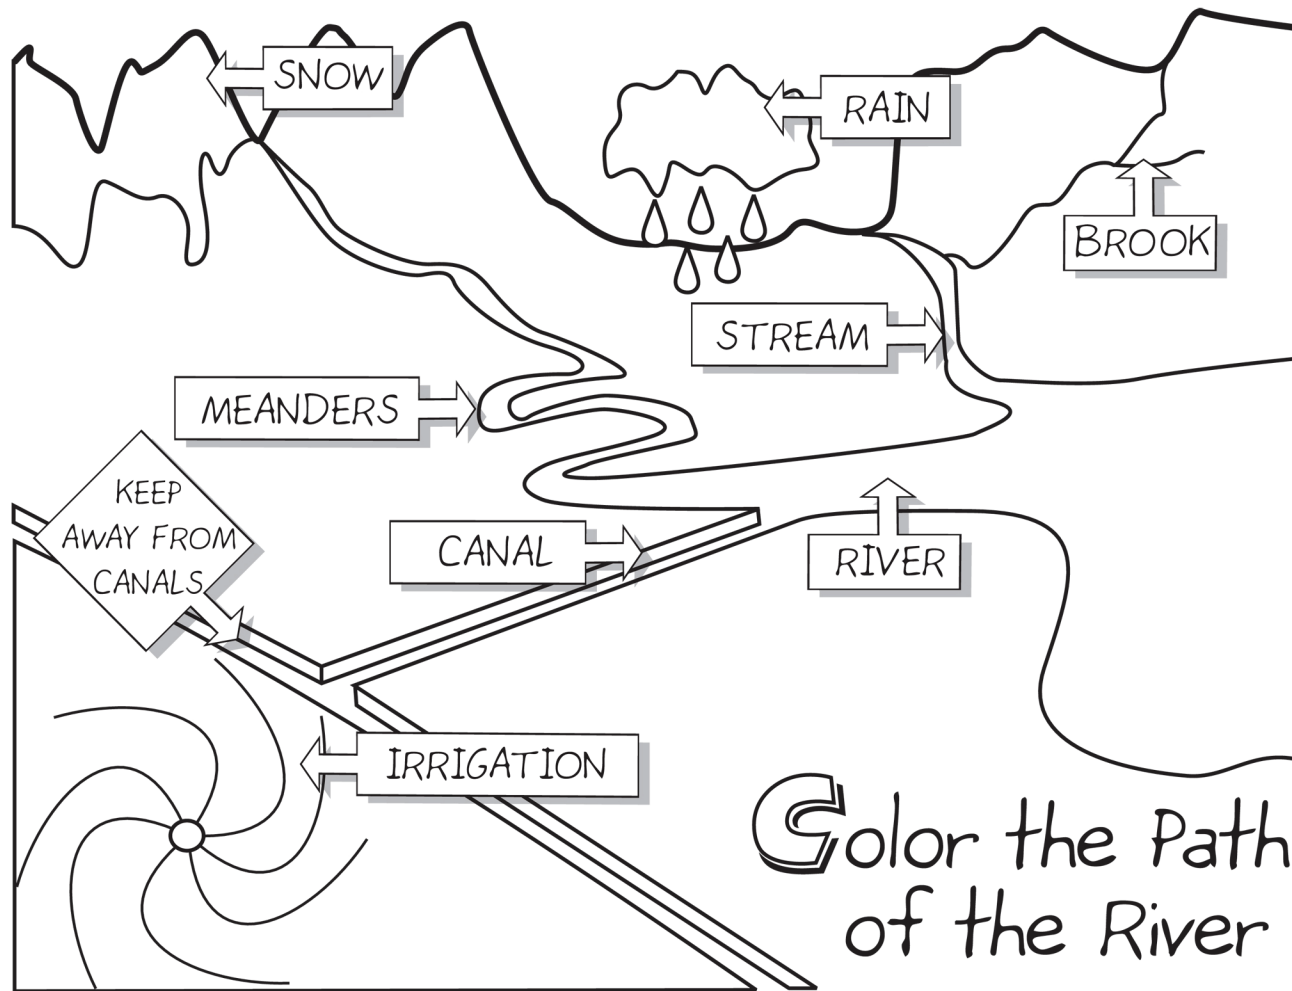 SNOW
RAIN
BROOK
STREAM
MEANDERS
KEEP
AWAY FROM
CANALS
CANAL
RIVER
IRRIGATION
Color the Path
of the River